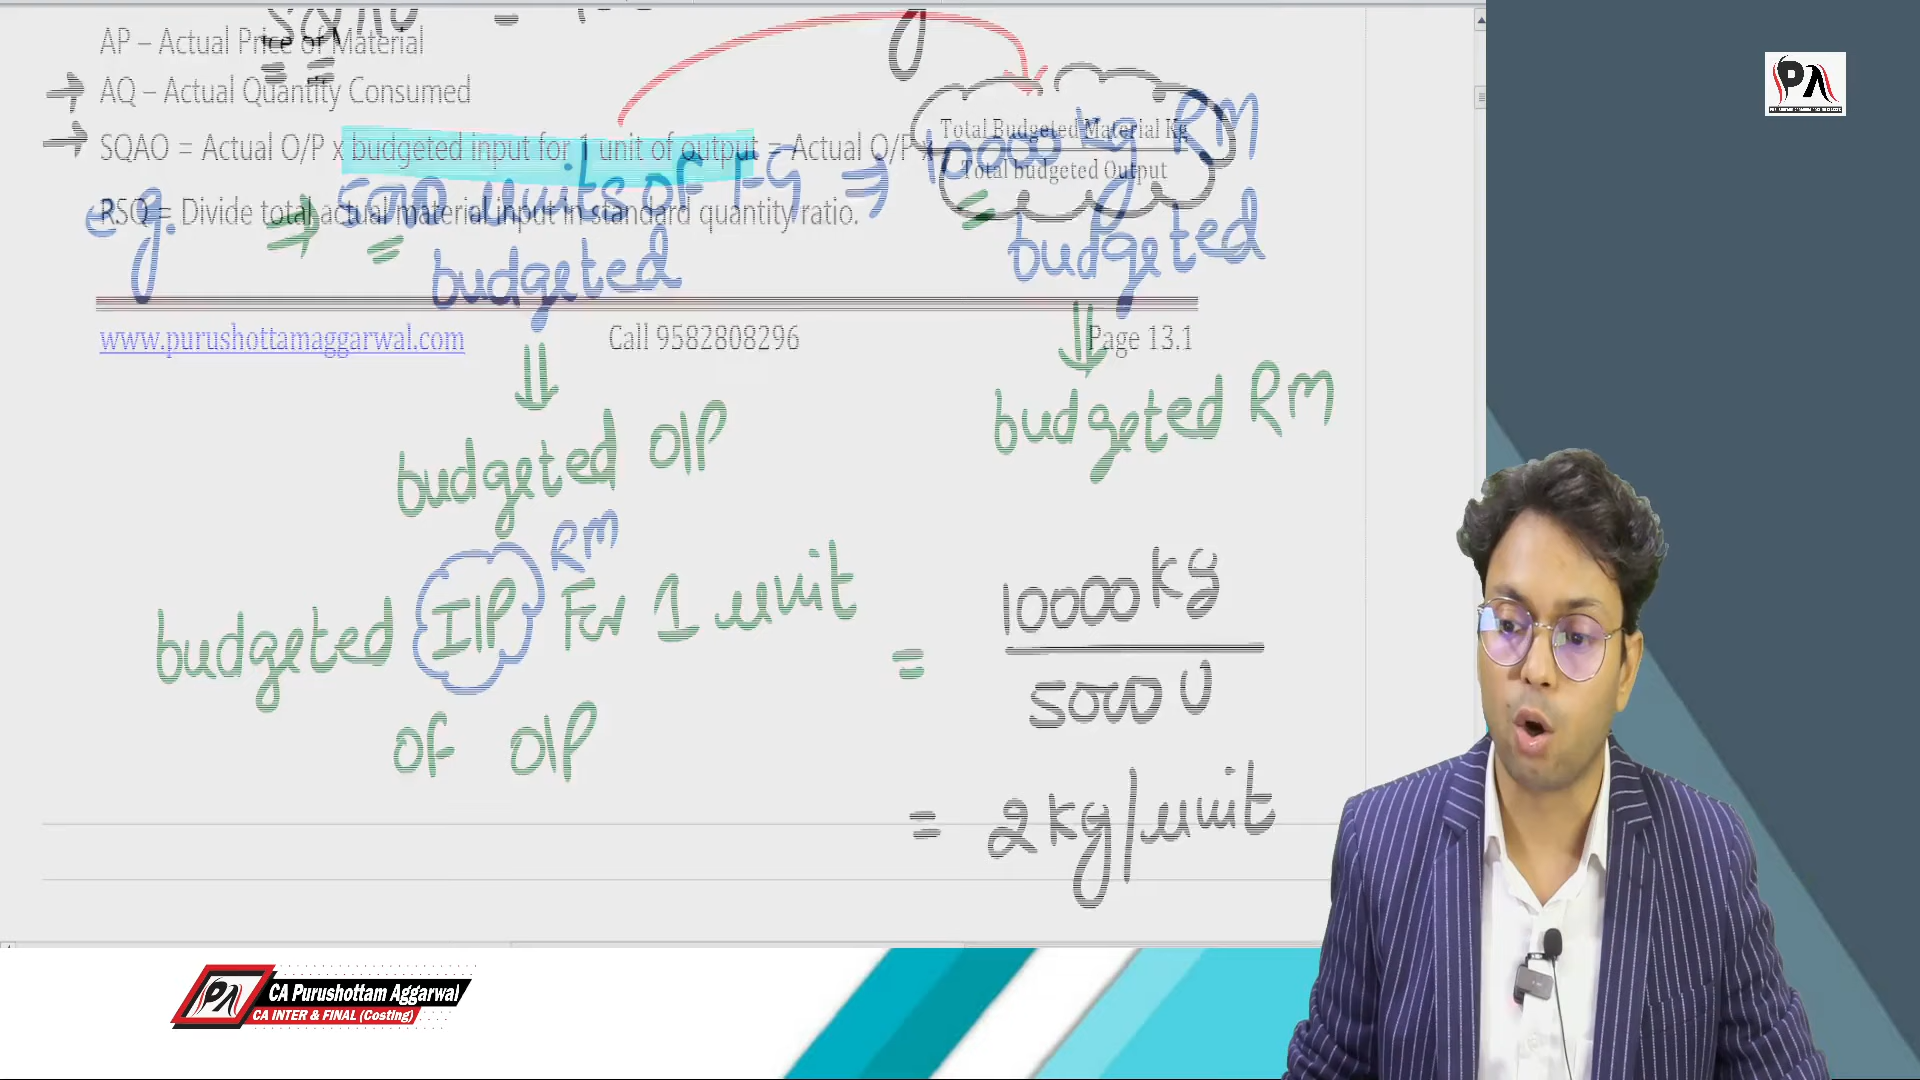 AP – Actual Price of Material
AQ – Actual Quantity Consumed
SQAO = Actual O/P x budgeted input for 1 unit of output = Actual O/P x Total Budgeted Material Kg
Total budgeted Output
10000 kg RM
e.g. ⇒ 5000 units of FG ⇒
RSQ = Divide total actual material input in standard quantity ratio.
budgeted
budgeted
www.purushottamaggarwal.com Call 9582808296 Page 13.1
budgeted O/P
budgeted RM
RM
budgeted I/P For 1 unit = 10000 kg
of O/P
5000 U
= 2 kg/unit
PA
PA
CA Purushottam Aggarwal
CA INTER & FINAL (Costing)